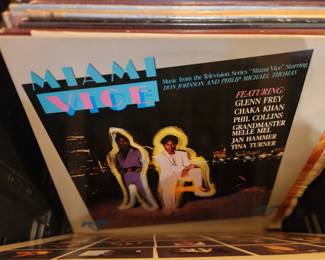 MIAMI
VICE
Music from the Television Series "Miami Vice" Starring
DON JOHNSON AND PHILIP MICHAEL THOMAS
FEATURING:
GLENN FREY
CHAKA KHAN
PHIL COLLINS
GRANDMASTER
MELLE MEL
JAN HAMMER
TINA TURNER